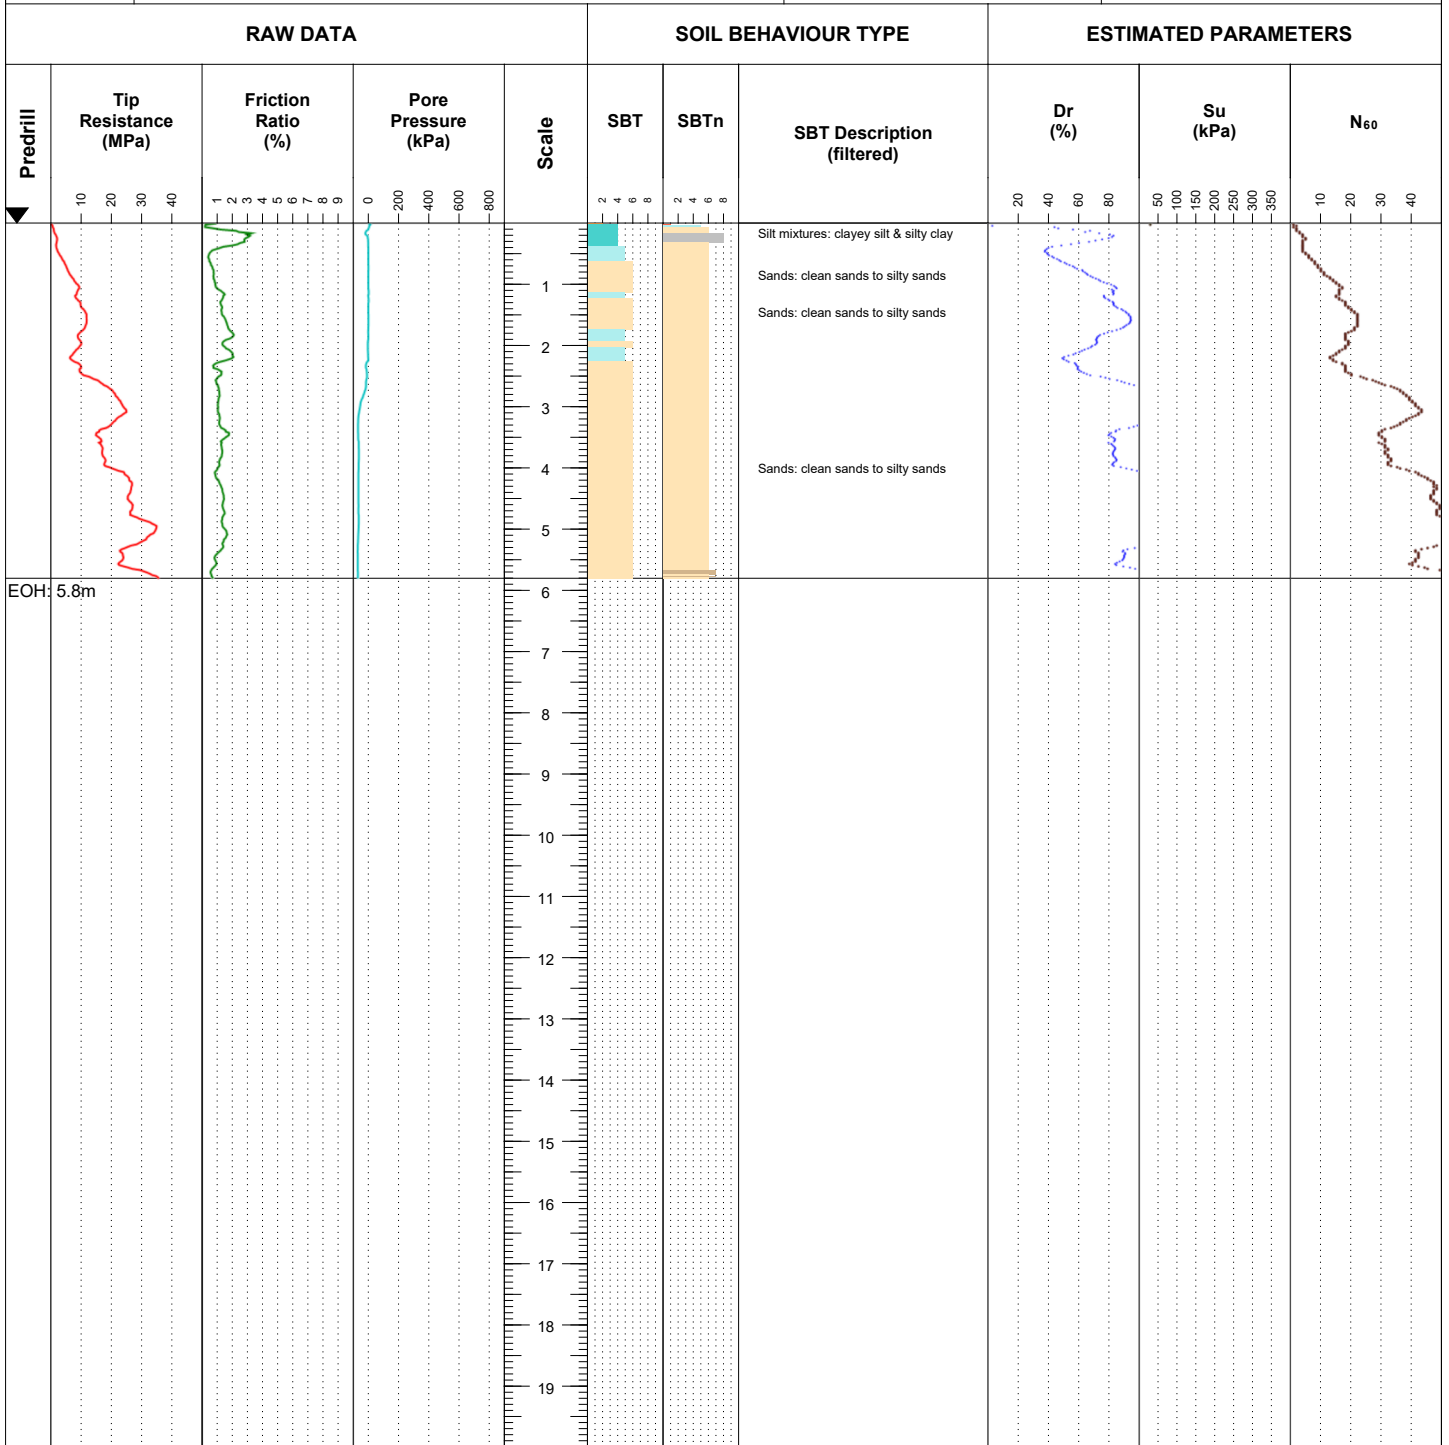 RAW DATA
SOIL BEHAVIOUR TYPE
ESTIMATED PARAMETERS
Predrill
Tip
Resistance
(MPa)
Friction
Ratio
(%)
Pore
Pressure
(kPa)
Scale
SBT
SBTn
SBT Description
(filtered)
Dr
(%)
Su
(kPa)
N60
10 20 30 40
1 2 3 4 5 6 7 8 9
0 200 400 600 800
2 4 6 8
2 4 6 8
20 40 60 80
50 100 150 200 250 300 350
10 20 30 40
Silt mixtures: clayey silt & silty clay
Sands: clean sands to silty sands
1
Sands: clean sands to silty sands
2
3
Sands: clean sands to silty sands
4
5
EOH: 5.8m
6
7
8
9
10
11
12
13
14
15
16
17
18
19